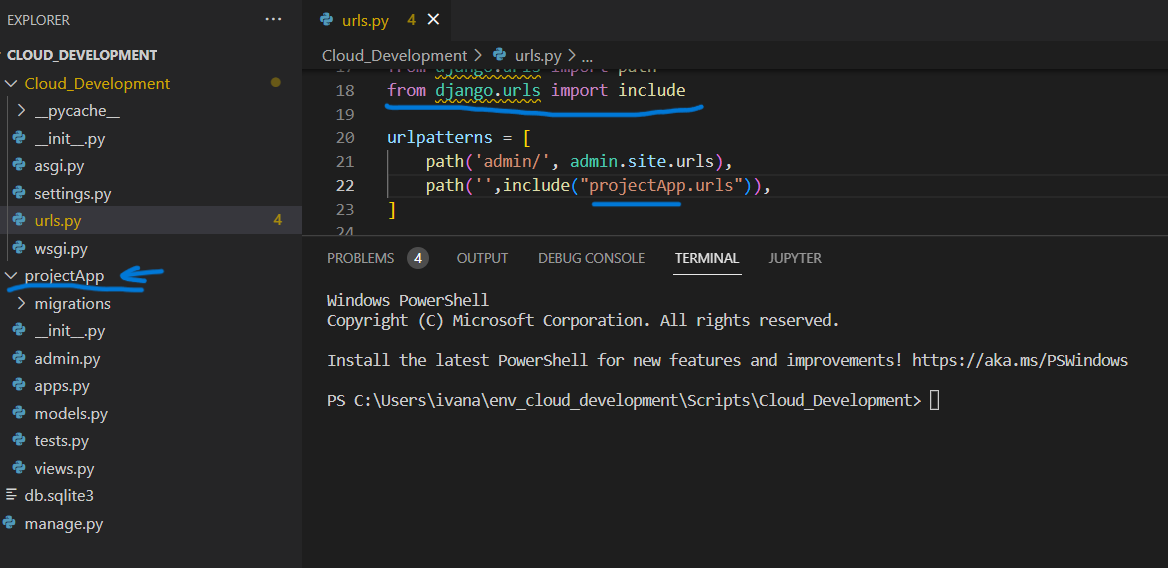 EXPLORER
CLOUD_DEVELOPMENT
Cloud_Development
__pycache__
__init__.py
asgi.py
settings.py
urls.py 4
wsgi.py
projectApp
migrations
__init__.py
admin.py
apps.py
models.py
tests.py
views.py
db.sqlite3
manage.py
urls.py 4
Cloud_Development > urls.py > ...
17 from django.urls import path
18 from django.urls import include
19
20 urlpatterns = [
21     path('admin/', admin.site.urls),
22     path('',include("projectApp.urls")),
23 ]
24
PROBLEMS 4 OUTPUT DEBUG CONSOLE TERMINAL JUPYTER
Windows PowerShell
Copyright (C) Microsoft Corporation. All rights reserved.
Install the latest PowerShell for new features and improvements! https://aka.ms/PSWindows
PS C:\Users\ivana\env_cloud_development\Scripts\Cloud_Development>